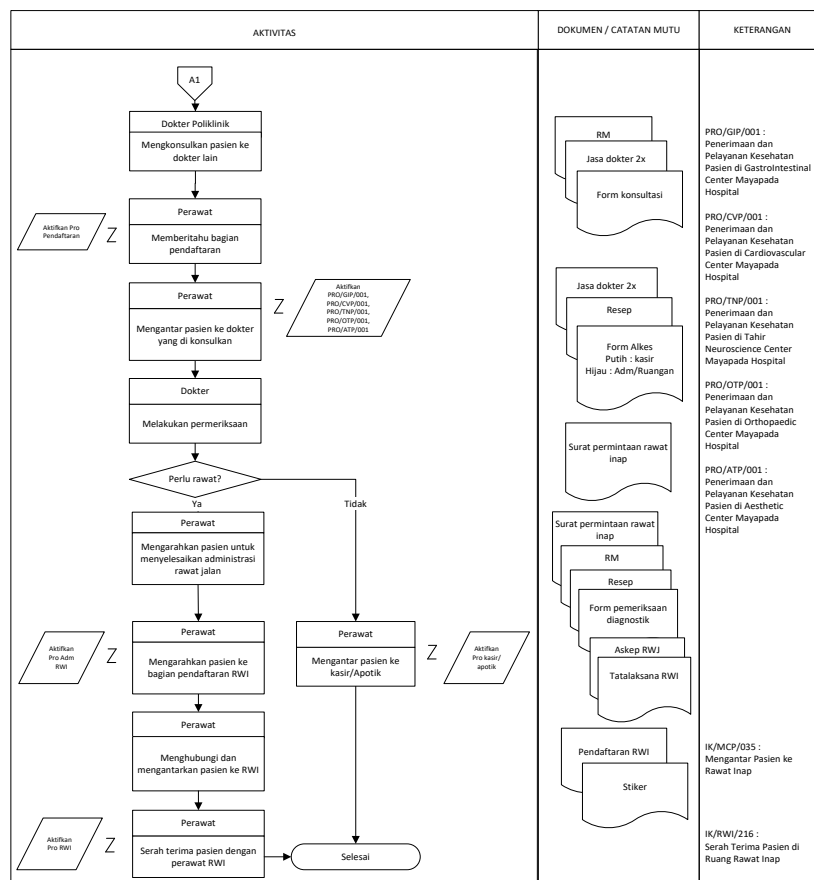 AKTIVITAS
DOKUMEN / CATATAN MUTU
KETERANGAN
A1
Dokter Poliklinik
Mengkonsulkan pasien ke
dokter lain
Aktifkan Pro
Pendaftaran
Z
Perawat
Memberitahu bagian
pendaftaran
Perawat
Mengantar pasien ke dokter
yang di konsulkan
Z
Aktifkan
PRO/GIP/001,
PRO/CVP/001,
PRO/TNP/001,
PRO/OTP/001,
PRO/ATP/001
Dokter
Melakukan permeriksaan
Perlu rawat?
Ya
Tidak
Perawat
Mengarahkan pasien untuk
menyelesaikan administrasi
rawat jalan
Aktifkan
Pro Adm
RWI
Z
Perawat
Mengarahkan pasien ke
bagian pendaftaran RWI
Perawat
Mengantar pasien ke
kasir/Apotik
Z
Aktifkan
Pro kasir/
apotik
Perawat
Menghubungi dan
mengantarkan pasien ke RWI
Aktifkan
Pro RWI
Z
Perawat
Serah terima pasien dengan
perawat RWI
Selesai
RM
Jasa dokter 2x
Form konsultasi
Jasa dokter 2x
Resep
Form Alkes
Putih : kasir
Hijau : Adm/Ruangan
Surat permintaan rawat
inap
Surat permintaan rawat
inap
RM
Resep
Form pemeriksaan
diagnostik
Askep RWJ
Tatalaksana RWI
Pendaftaran RWI
Stiker
PRO/GIP/001 :
Penerimaan dan
Pelayanan Kesehatan
Pasien di GastroIntestinal
Center Mayapada
Hospital
PRO/CVP/001 :
Penerimaan dan
Pelayanan Kesehatan
Pasien di Cardiovascular
Center Mayapada
Hospital
PRO/TNP/001 :
Penerimaan dan
Pelayanan Kesehatan
Pasien di Tahir
Neuroscience Center
Mayapada Hospital
PRO/OTP/001 :
Penerimaan dan
Pelayanan Kesehatan
Pasien di Orthopaedic
Center Mayapada
Hospital
PRO/ATP/001 :
Penerimaan dan
Pelayanan Kesehatan
Pasien di Aesthetic
Center Mayapada
Hospital
IK/MCP/035 :
Mengantar Pasien ke
Rawat Inap
IK/RWI/216 :
Serah Terima Pasien di
Ruang Rawat Inap